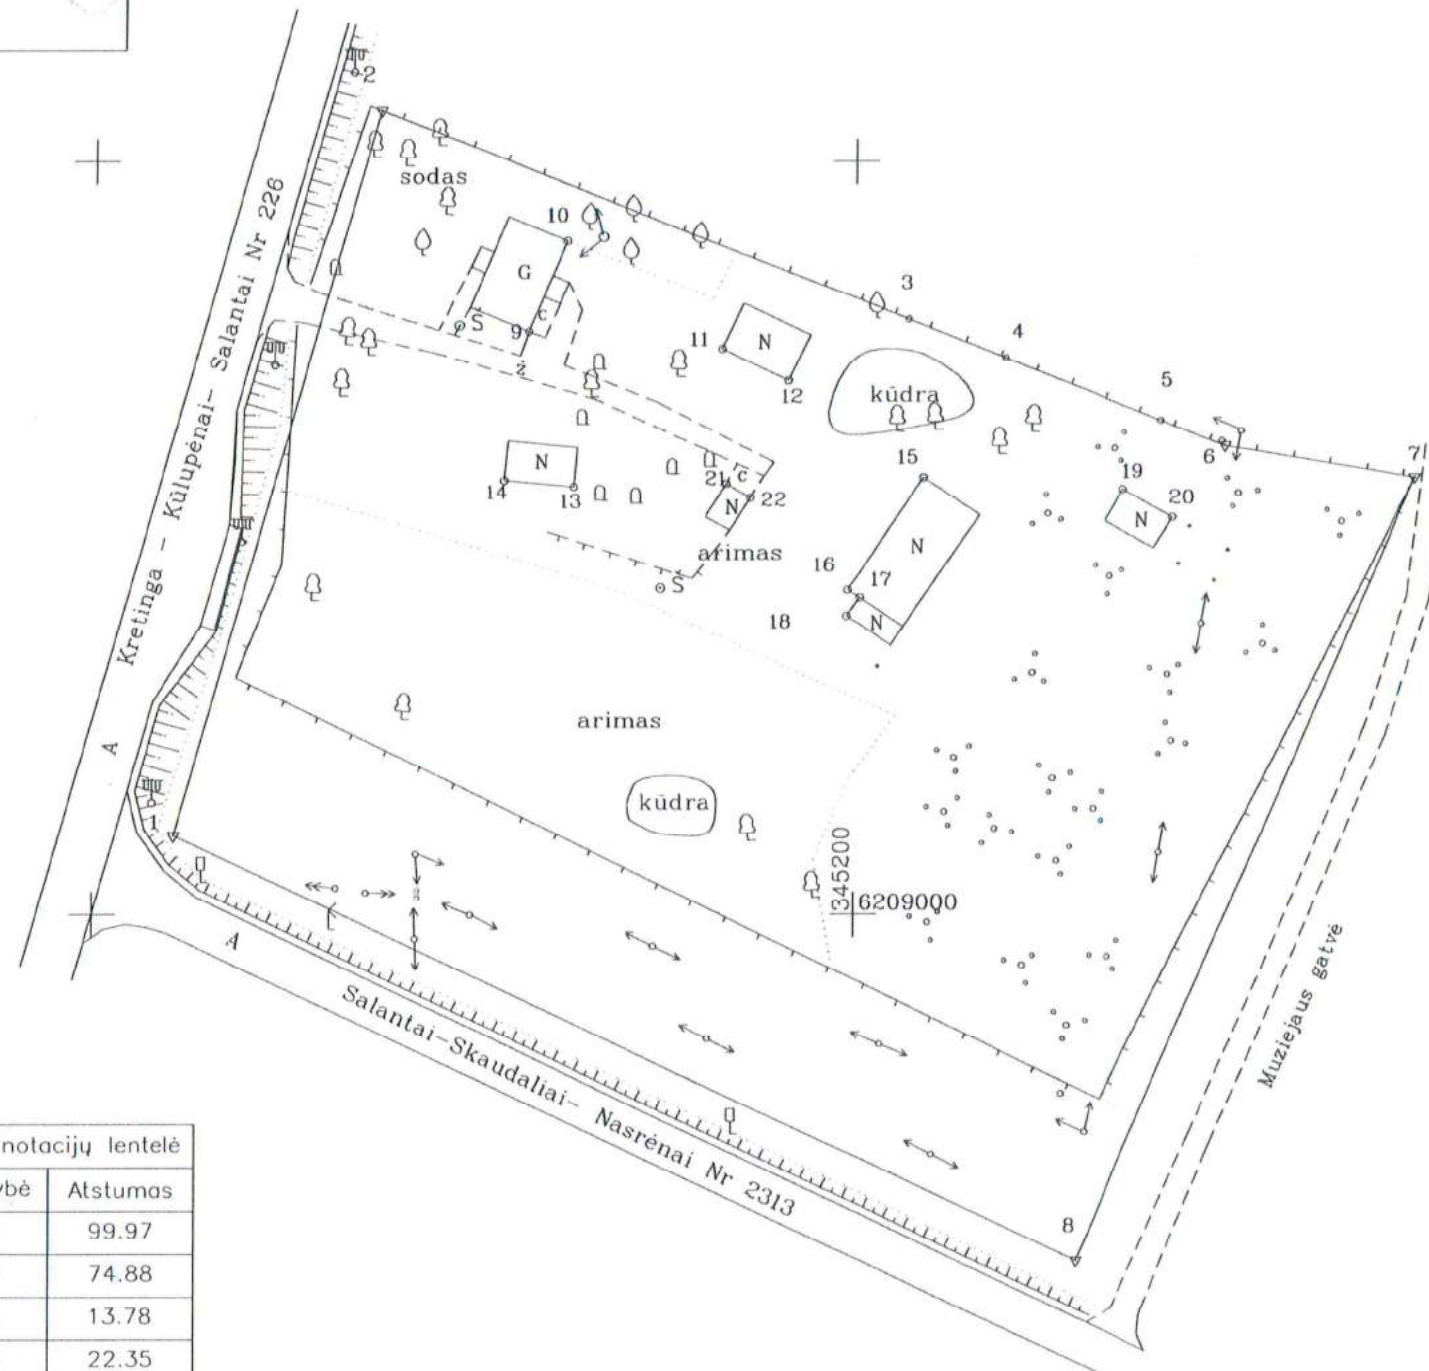 2
sodas
10
G
S
9
c
ž
3
11
N
12
4
kūdra
5
6
7
15
19
20
N
N
14
13
21
c
22
N
N
arimas
S
16
17
18
N
Kretinga - Kūlupėnai- Salantai Nr 226
A
arimas
kūdra
1
345200
6209000
A
Salantai-Skaudaliai- Nasrėnai Nr 2313
Muziejaus gatvė
8
notacijų lentelė
ybė Atstumas
99.97
74.88
13.78
22.35